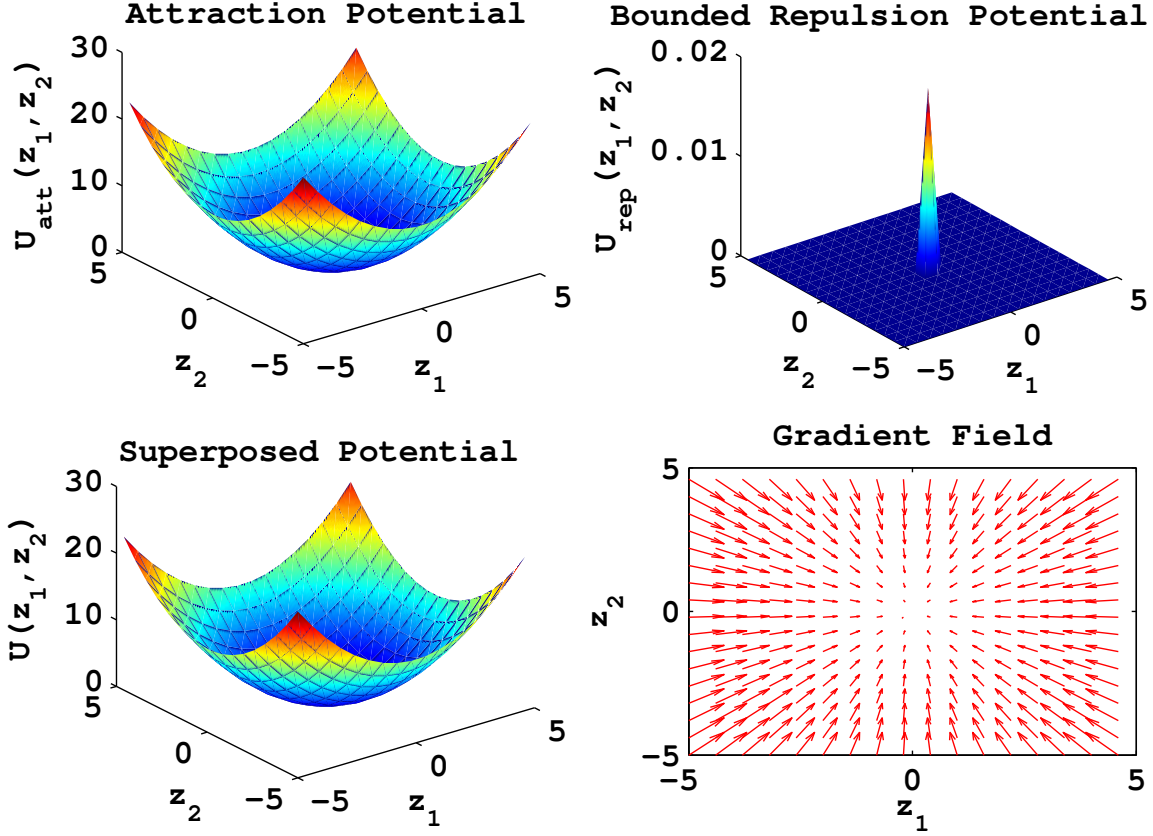 Attraction Potential
30
20
10
0
U_att(z_1,z_2)
5
0
−5
z_2
−5
0
5
z_1
Bounded Repulsion Potential
0.02
0.01
0
U_rep(z_1,z_2)
5
0
−5
z_2
−5
0
5
z_1
Superposed Potential
30
20
10
0
U(z_1,z_2)
5
0
−5
z_2
−5
0
5
z_1
Gradient Field
5
0
−5
z_2
−5
0
5
z_1